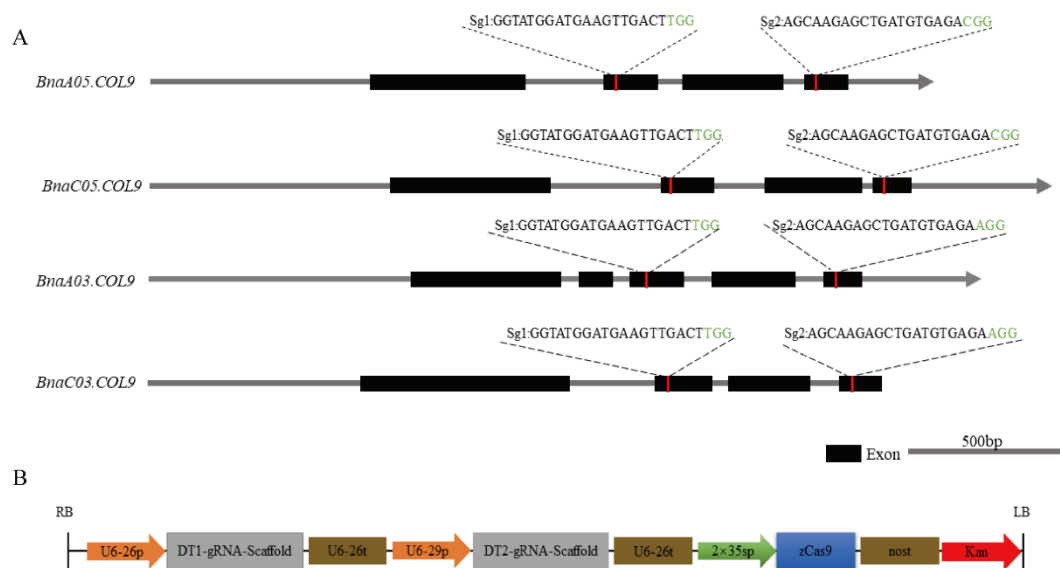 A
Sg1:GGTATGGATGAAGTTGACTTGG
Sg2:AGCAAGAGCTGATGTGAGACGG
BnaA05.COL9
Sg1:GGTATGGATGAAGTTGACTTGG
Sg2:AGCAAGAGCTGATGTGAGACGG
BnaC05.COL9
Sg1:GGTATGGATGAAGTTGACTTGG
Sg2:AGCAAGAGCTGATGTGAGAAGG
BnaA03.COL9
Sg1:GGTATGGATGAAGTTGACTTGG
Sg2:AGCAAGAGCTGATGTGAGAAGG
BnaC03.COL9
Exon
500bp
B
RB
LB
U6-26p
DT1-gRNA-Scaffold
U6-26t
U6-29p
DT2-gRNA-Scaffold
U6-26t
2×35sp
zCas9
nost
Kan